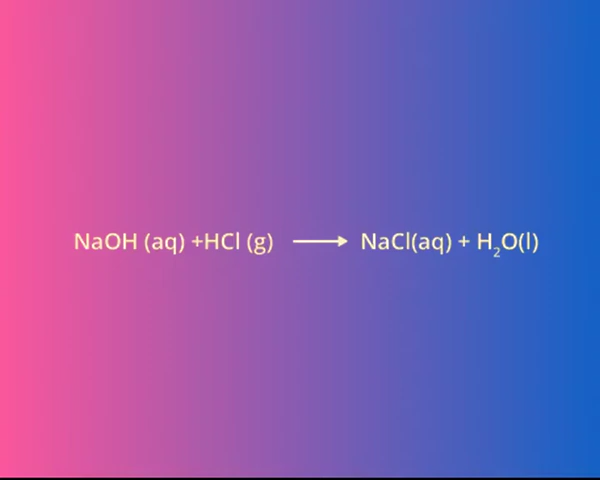 NaOH (aq) +HCl (g) ⟶ NaCl(aq) + H₂O(l)